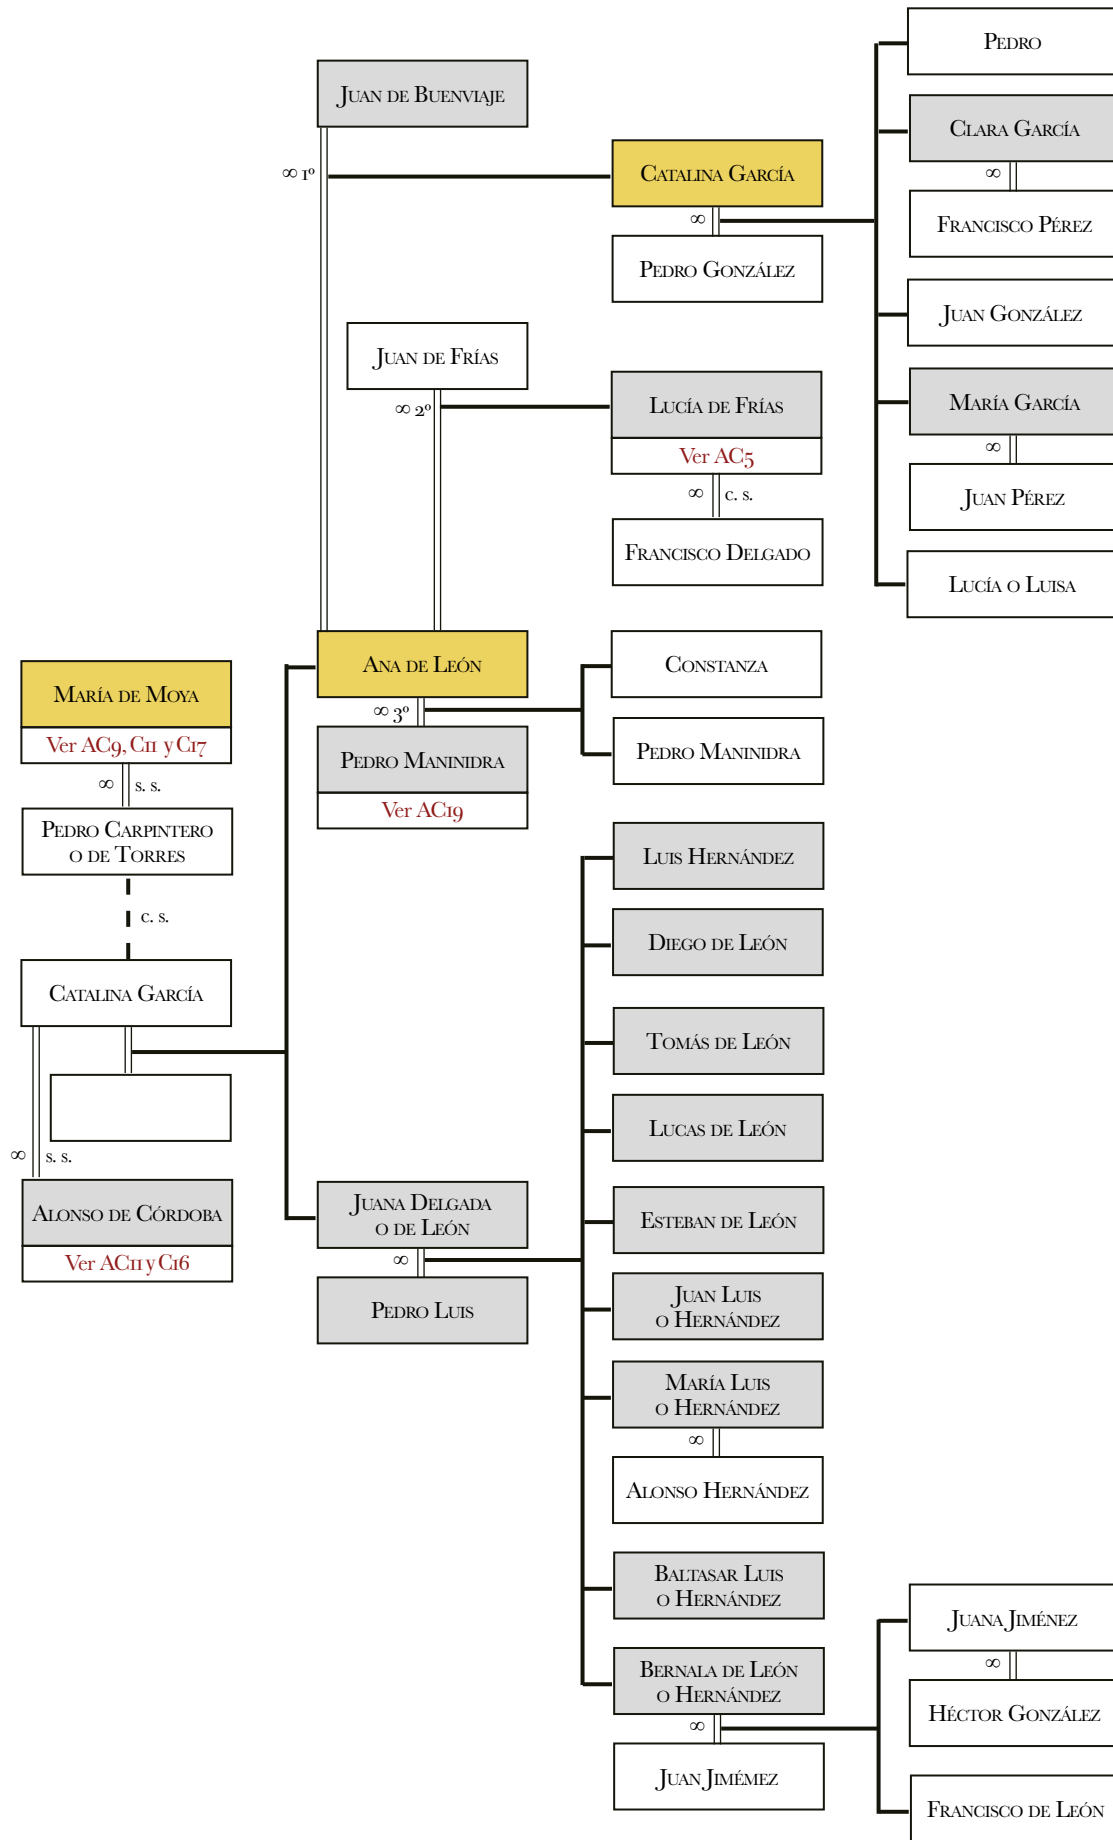 María de Moya
Ver AC9, C11 y C17
∞ s. s.
Pedro Carpintero
o de Torres
c. s.
Catalina García
∞ s. s.
Alonso de Córdoba
Ver AC11 y C16
Juan de Buenviaje
∞ 1º
Juan de Frías
∞ 2º
Ana de León
∞ 3º
Pedro Maninidra
Ver AC19
Juana Delgada
o de León
∞
Pedro Luis
Catalina García
∞
Pedro González
Lucía de Frías
Ver AC5
∞ c. s.
Francisco Delgado
Constanza
Pedro Maninidra
Luis Hernández
Diego de León
Tomás de León
Lucas de León
Esteban de León
Juan Luis
o Hernández
María Luis
o Hernández
∞
Alonso Hernández
Baltasar Luis
o Hernández
Bernala de León
o Hernández
∞
Juan Jimémez
Pedro
Clara García
∞
Francisco Pérez
Juan González
María García
∞
Juan Pérez
Lucía o Luisa
Juana Jiménez
∞
Héctor González
Francisco de León